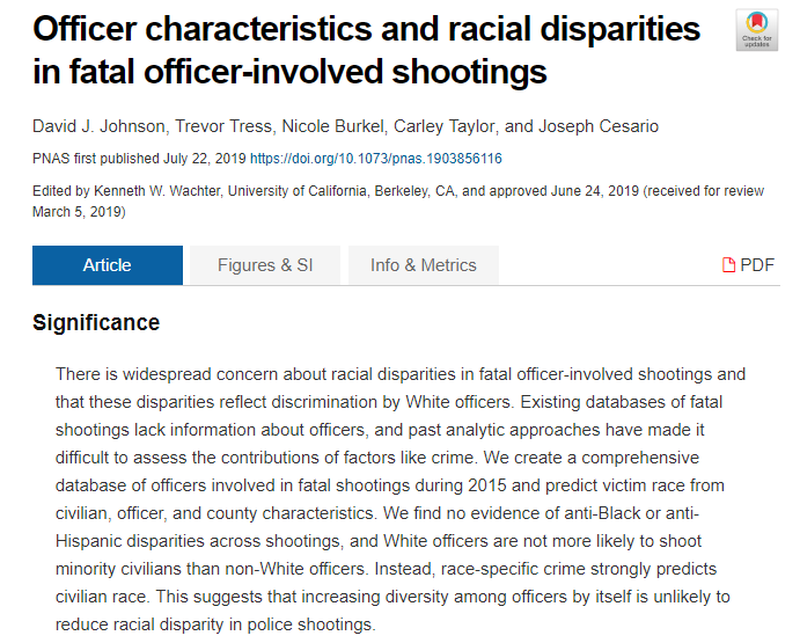 Officer characteristics and racial disparities
in fatal officer-involved shootings
Check for
updates
David J. Johnson, Trevor Tress, Nicole Burkel, Carley Taylor, and Joseph Cesario
PNAS first published July 22, 2019 https://doi.org/10.1073/pnas.1903856116
Edited by Kenneth W. Wachter, University of California, Berkeley, CA, and approved June 24, 2019 (received for review
March 5, 2019)
Article
Figures & SI
Info & Metrics
PDF
Significance
There is widespread concern about racial disparities in fatal officer-involved shootings and
that these disparities reflect discrimination by White officers. Existing databases of fatal
shootings lack information about officers, and past analytic approaches have made it
difficult to assess the contributions of factors like crime. We create a comprehensive
database of officers involved in fatal shootings during 2015 and predict victim race from
civilian, officer, and county characteristics. We find no evidence of anti-Black or anti-
Hispanic disparities across shootings, and White officers are not more likely to shoot
minority civilians than non-White officers. Instead, race-specific crime strongly predicts
civilian race. This suggests that increasing diversity among officers by itself is unlikely to
reduce racial disparity in police shootings.